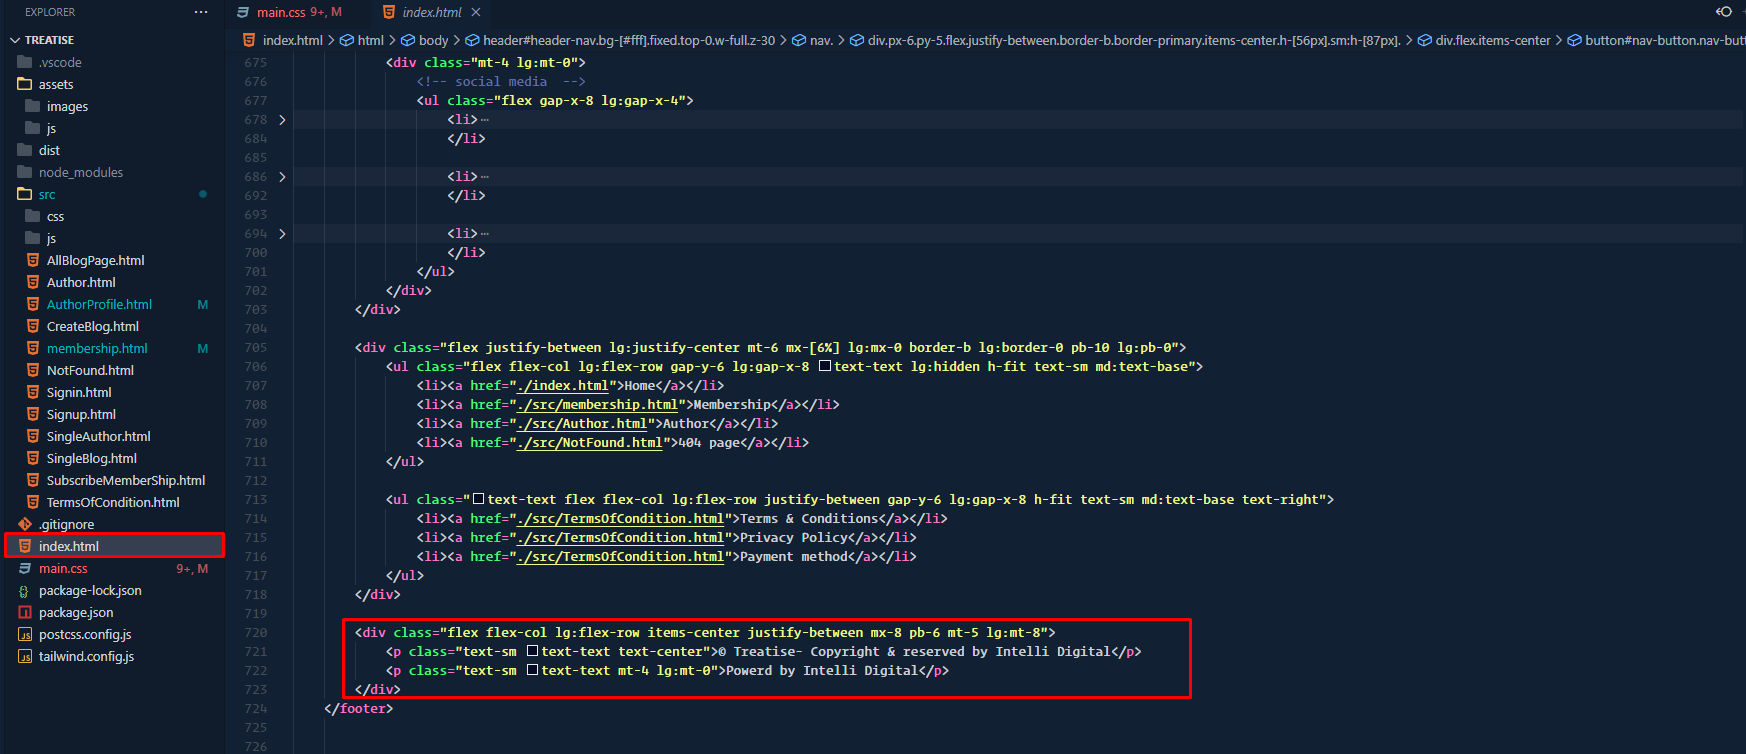 EXPLORER ···
main.css 9+, M
index.html ×
TREATISE
.vscode
assets
images
js
dist
node_modules
src
css
js
AllBlogPage.html
Author.html
AuthorProfile.html M
CreateBlog.html
membership.html M
NotFound.html
Signin.html
Signup.html
SingleAuthor.html
SingleBlog.html
SubscribeMemberShip.html
TermsOfCondition.html
.gitignore
index.html
main.css 9+, M
package-lock.json
package.json
postcss.config.js
tailwind.config.js
index.html > html > body > header#header-nav.bg-[#fff].fixed.top-0.w-full.z-30 > nav. > div.px-6.py-5.flex.justify-between.border-b.border-primary.items-center.h-[56px].sm:h-[87px]. > div.flex.items-center > button#nav-button.nav-but
675 <div class="mt-4 lg:mt-0">
676 <!-- social media  -->
677 <ul class="flex gap-x-8 lg:gap-x-4">
678 > <li>···
684 </li>
685
686 > <li>···
692 </li>
693
694 > <li>···
700 </li>
701 </ul>
702 </div>
703 </div>
704
705 <div class="flex justify-between lg:justify-center mt-6 mx-[6%] lg:mx-0 border-b lg:border-0 pb-10 lg:pb-0">
706 <ul class="flex flex-col lg:flex-row gap-y-6 lg:gap-x-8 text-text lg:hidden h-fit text-sm md:text-base">
707 <li><a href="./index.html">Home</a></li>
708 <li><a href="./src/membership.html">Membership</a></li>
709 <li><a href="./src/Author.html">Author</a></li>
710 <li><a href="./src/NotFound.html">404 page</a></li>
711 </ul>
712
713 <ul class="text-text flex flex-col lg:flex-row justify-between gap-y-6 lg:gap-x-8 h-fit text-sm md:text-base text-right">
714 <li><a href="./src/TermsOfCondition.html">Terms & Conditions</a></li>
715 <li><a href="./src/TermsOfCondition.html">Privacy Policy</a></li>
716 <li><a href="./src/TermsOfCondition.html">Payment method</a></li>
717 </ul>
718 </div>
719
720 <div class="flex flex-col lg:flex-row items-center justify-between mx-8 pb-6 mt-5 lg:mt-8">
721 <p class="text-sm text-text text-center">© Treatise- Copyright & reserved by Intelli Digital</p>
722 <p class="text-sm text-text mt-4 lg:mt-0">Powerd by Intelli Digital</p>
723 </div>
724 </footer>
725
726